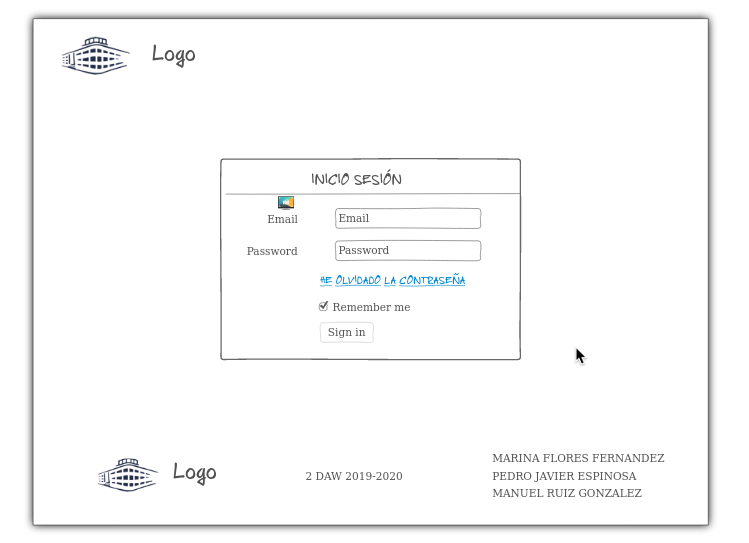 Logo
INICIO SESIÓN
Email Email
Password Password
HE OLVIDADO LA CONTRASEÑA
Remember me
Sign in
Logo
2 DAW 2019-2020
MARINA FLORES FERNANDEZ
PEDRO JAVIER ESPINOSA
MANUEL RUIZ GONZALEZ